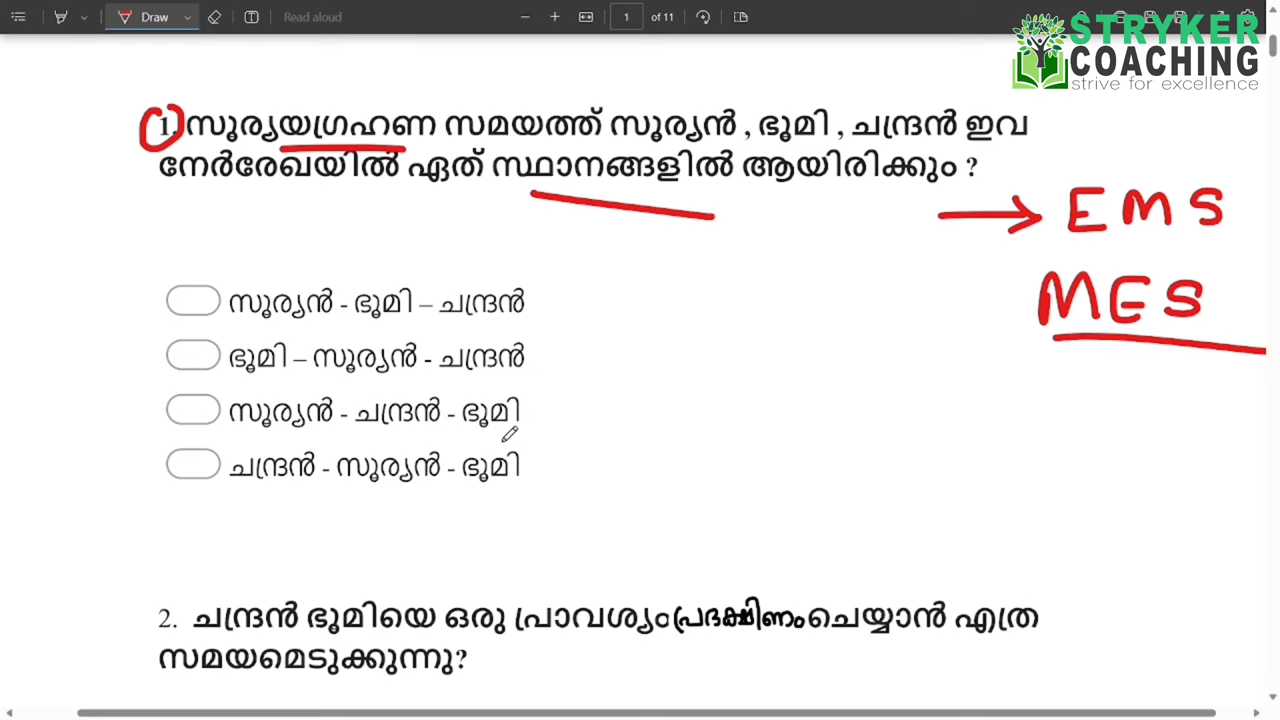 Draw
Read aloud
1
of 11
STRYKER
COACHING
strive for excellence
1. സൂര്യയഗ്രഹണ സമയത്ത് സൂര്യൻ , ഭൂമി , ചന്ദ്രൻ ഇവ
നേർരേഖയിൽ ഏത് സ്ഥാനങ്ങളിൽ ആയിരിക്കും ?
→ EMS
MES
സൂര്യൻ - ഭൂമി – ചന്ദ്രൻ
ഭൂമി – സൂര്യൻ - ചന്ദ്രൻ
സൂര്യൻ - ചന്ദ്രൻ - ഭൂമി
ചന്ദ്രൻ - സൂര്യൻ - ഭൂമി
2. ചന്ദ്രൻ ഭൂമിയെ ഒരു പ്രാവശ്യം പ്രദക്ഷിണം ചെയ്യാൻ എത്ര
സമയമെടുക്കുന്നു?